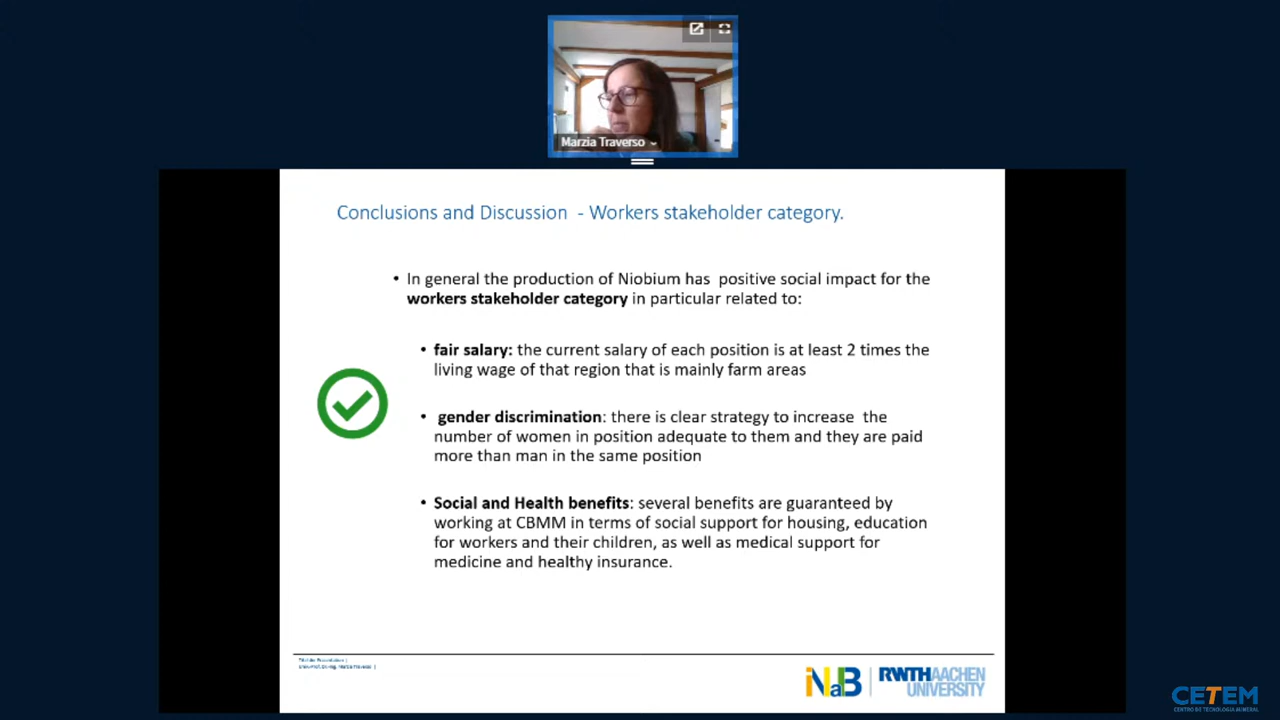 Marzia Traverso
Conclusions and Discussion - Workers stakeholder category.
• In general the production of Niobium has positive social impact for the
workers stakeholder category in particular related to:
• fair salary: the current salary of each position is at least 2 times the
living wage of that region that is mainly farm areas
• gender discrimination: there is clear strategy to increase the
number of women in position adequate to them and they are paid
more than man in the same position
• Social and Health benefits: several benefits are guaranteed by
working at CBMM in terms of social support for housing, education
for workers and their children, as well as medical support for
medicine and healthy insurance.
NaB
RWTH AACHEN
UNIVERSITY
CETEM
CENTRO DE TECNOLOGIA MINERAL